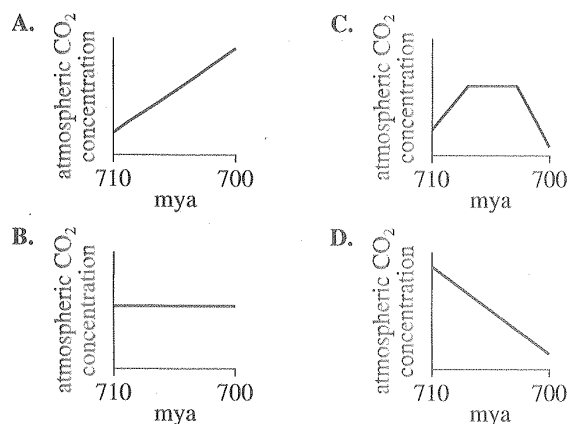 A.
atmospheric CO₂
concentration
710 700
mya
B.
atmospheric CO₂
concentration
710 700
mya
C.
atmospheric CO₂
concentration
710 700
mya
D.
atmospheric CO₂
concentration
710 700
mya